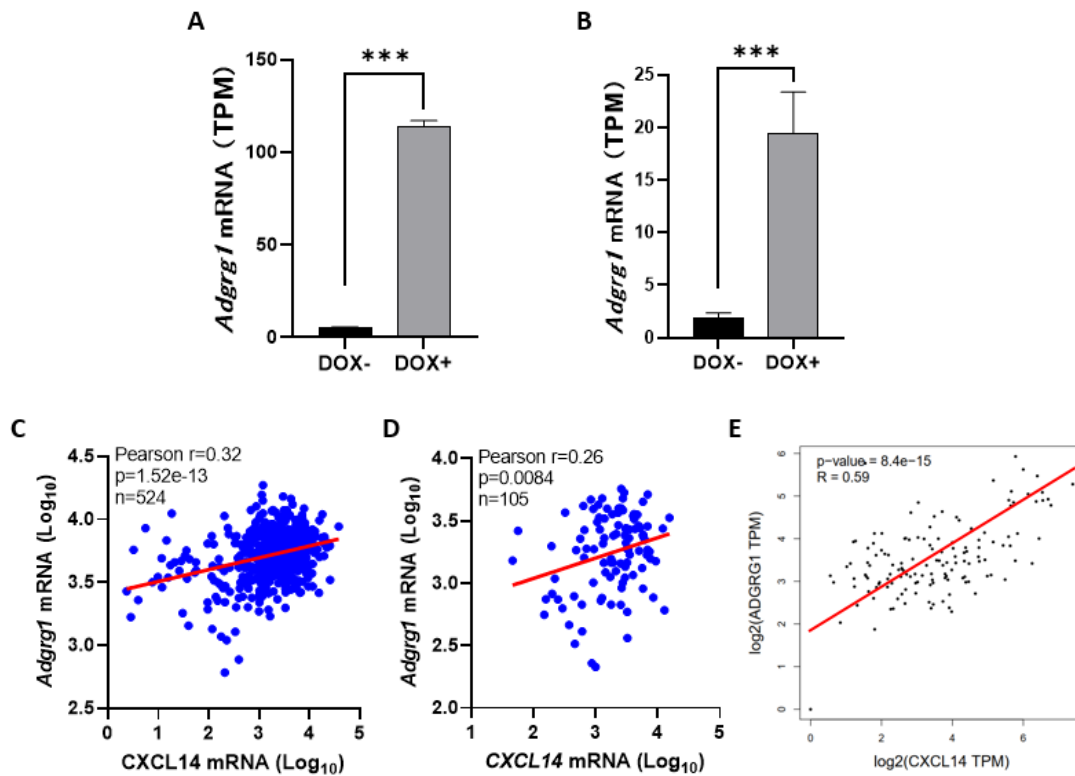 A
Adgrg1 mRNA (TPM)
150
100
50
0
***
DOX-
DOX+
B
Adgrg1 mRNA (TPM)
25
20
15
10
5
0
***
DOX-
DOX+
C
Adgrg1 mRNA (Log10)
4.5
4.0
3.5
3.0
2.5
Pearson r=0.32
p=1.52e-13
n=524
0 1 2 3 4 5
CXCL14 mRNA (Log10)
D
Adgrg1 mRNA (Log10)
4.0
3.5
3.0
2.5
2.0
Pearson r=0.26
p=0.0084
n=105
1 2 3 4 5
CXCL14 mRNA (Log10)
E
log2(ADGRG1 TPM)
6
5
4
3
2
1
0
p-value = 8.4e-15
R = 0.59
0 2 4 6
log2(CXCL14 TPM)